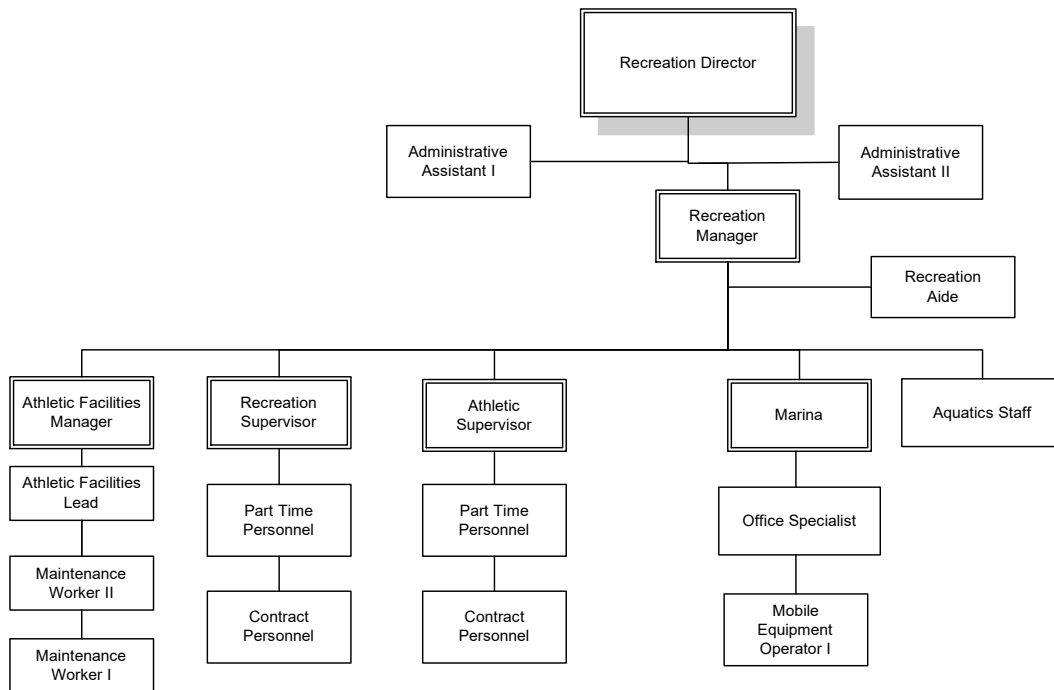 Recreation Director
Administrative
Assistant I
Administrative
Assistant II
Recreation
Manager
Recreation
Aide
Athletic Facilities
Manager
Recreation
Supervisor
Athletic
Supervisor
Marina
Aquatics Staff
Athletic Facilities
Lead
Part Time
Personnel
Part Time
Personnel
Office Specialist
Maintenance
Worker II
Contract
Personnel
Contract
Personnel
Mobile
Equipment
Operator I
Maintenance
Worker I